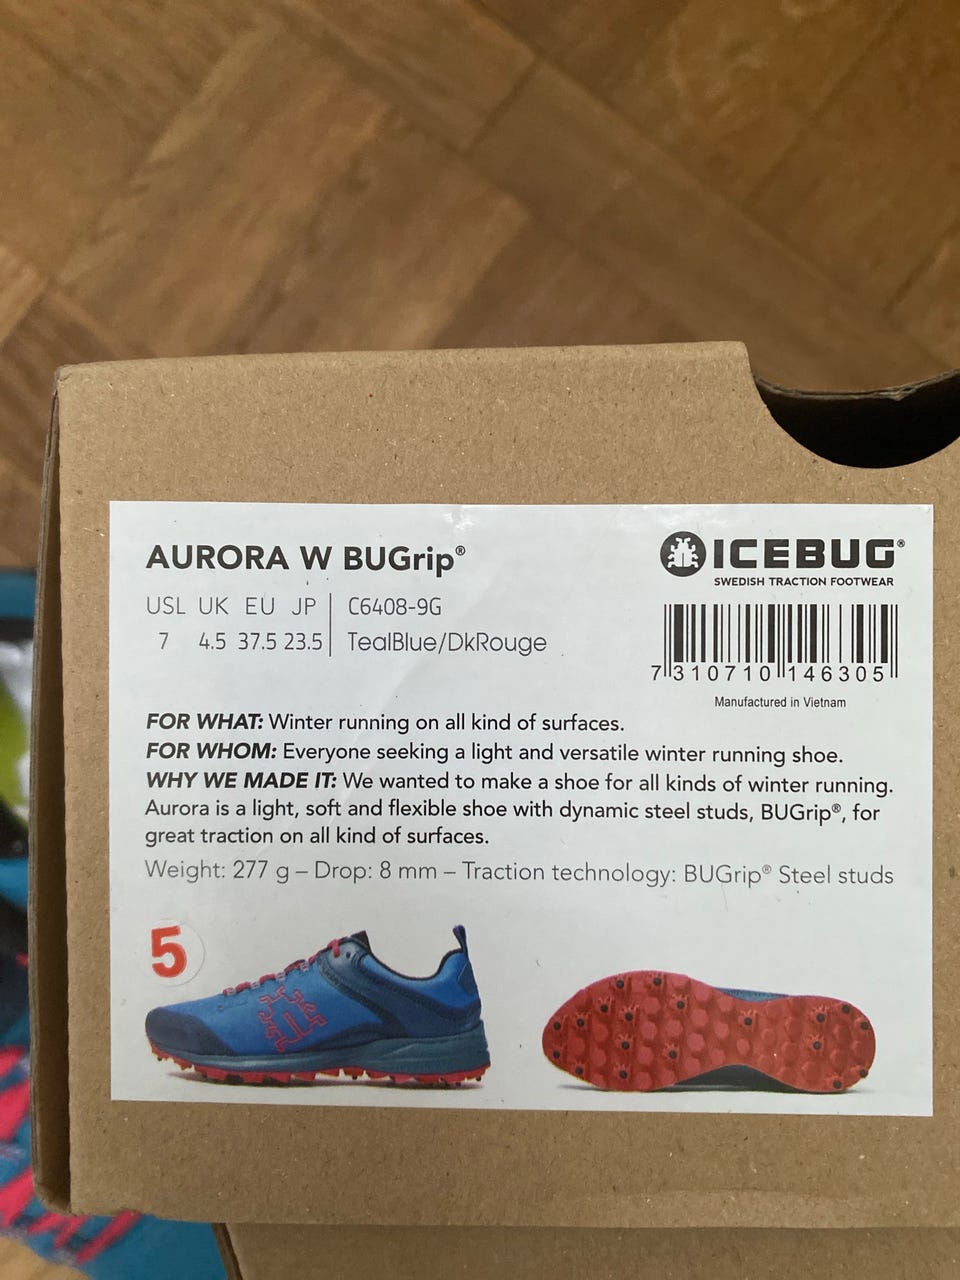 AURORA W BUGrip®
ICEBUG®
SWEDISH TRACTION FOOTWEAR
USL UK EU JP C6408-9G
7 4.5 37.5 23.5 TealBlue/DkRouge
7 310710 146305
Manufactured in Vietnam
FOR WHAT: Winter running on all kind of surfaces.
FOR WHOM: Everyone seeking a light and versatile winter running shoe.
WHY WE MADE IT: We wanted to make a shoe for all kinds of winter running.
Aurora is a light, soft and flexible shoe with dynamic steel studs, BUGrip®, for
great traction on all kind of surfaces.
Weight: 277 g – Drop: 8 mm – Traction technology: BUGrip® Steel studs
5